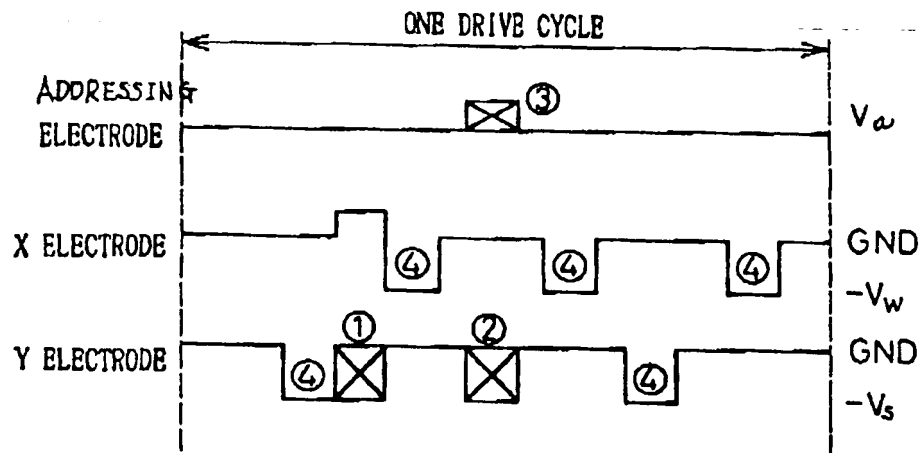 ONE DRIVE CYCLE
ADDRESSING
ELECTRODE
③
Va
X ELECTRODE
④
④
④
GND
-VW
①
②
Y ELECTRODE
④
④
GND
-VS